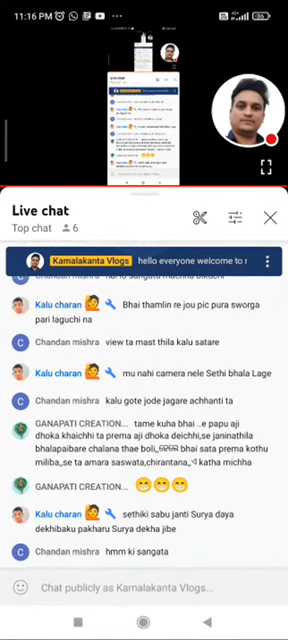 11:16 PM
36
Live chat
Top chat 6
Kamalakanta Vlogs hello everyone welcome to
Chandan mishra
Kalu charan Bhai thamlin re jou pic pura sworga
pari laguchi na
Chandan mishra view ta mast thila kalu satare
Kalu charan mu nahi camera nele Sethi bhala Lage
Chandan mishra kalu gote jode jagare achhanti ta
GANAPATI CREATION... tame kuha bhai ..e papu aji
dhoka khaichhi ta prema aji dhoka deichhi,se janinathila
bhalapaibare chalana thae boli,, bhai sata prema kothu
miliba,,se ta amara saswata,chirantana,,ଏ katha michha
GANAPATI CREATION... 😁😁😁
Kalu charan sethiki sabu janti Surya daya
dekhibaku pakharu Surya dekha jibe
Chandan mishra hmm ki sangata
Chat publicly as Kamalakanta Vlogs...